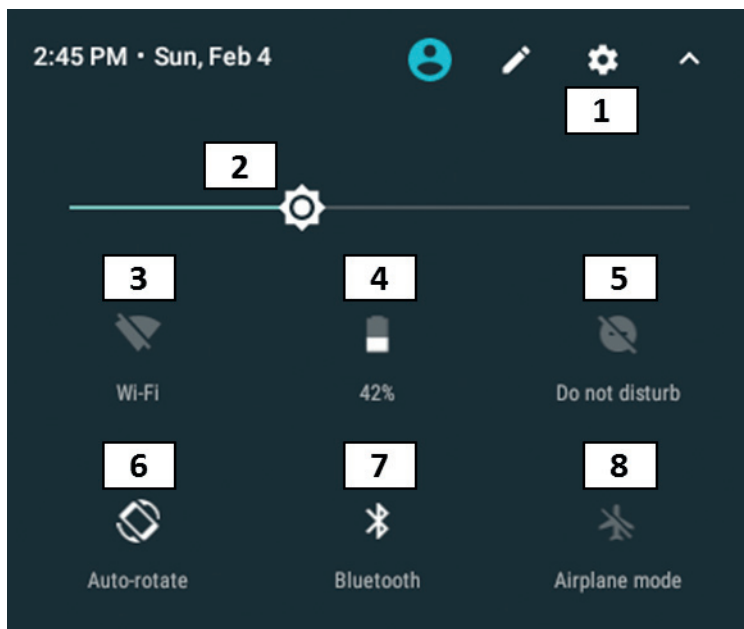 2:45 PM • Sun, Feb 4
1
2
3 4 5
Wi-Fi 42% Do not disturb
6 7 8
Auto-rotate Bluetooth Airplane mode